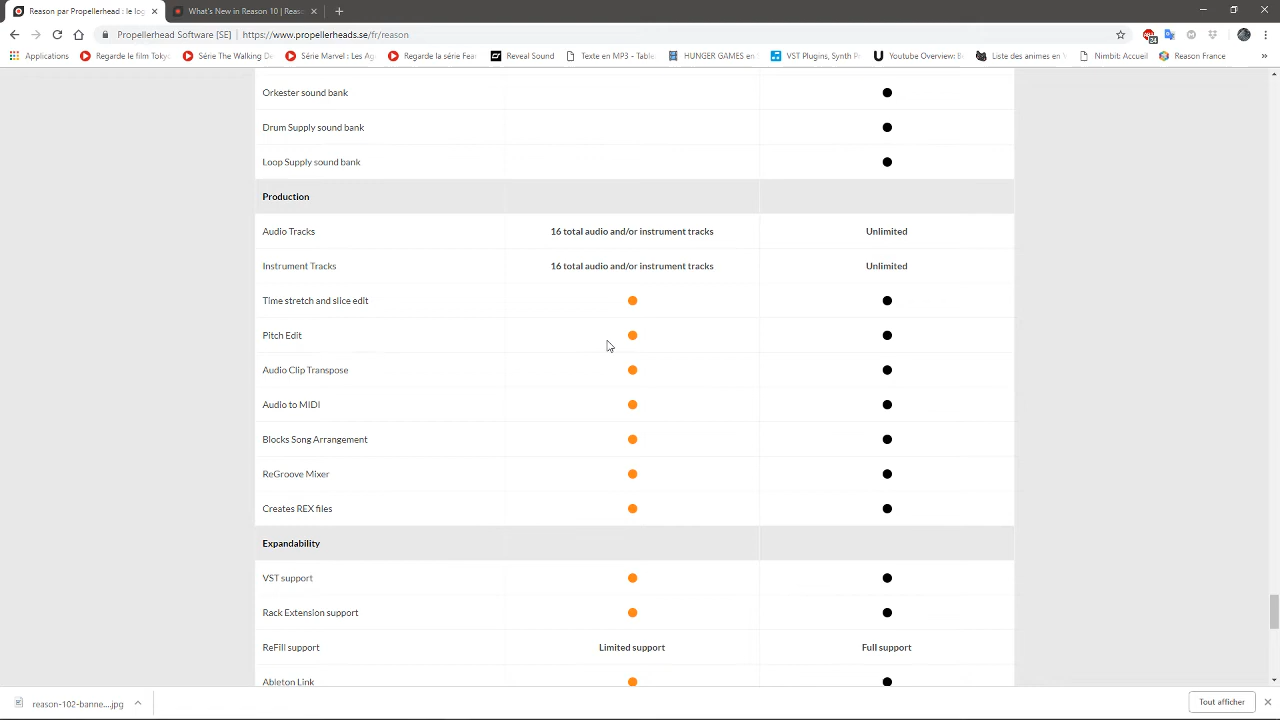 Reason par Propellerhead : le log
What's New in Reason 10 | Reaso
Propellerhead Software [SE] | https://www.propellerheads.se/fr/reason
24
Applications
Regarde le film Tokyo
Série The Walking De
Série Marvel : Les Ag
Regarde la série Fear
Reveal Sound
Texte en MP3 - Table
HUNGER GAMES en
VST Plugins, Synth P
Youtube Overview: B
Liste des animes en V
Nimbit: Accueil
Reason France
»
Orkester sound bank
Drum Supply sound bank
Loop Supply sound bank
Production
Audio Tracks 16 total audio and/or instrument tracks Unlimited
Instrument Tracks 16 total audio and/or instrument tracks Unlimited
Time stretch and slice edit
Pitch Edit
Audio Clip Transpose
Audio to MIDI
Blocks Song Arrangement
ReGroove Mixer
Creates REX files
Expandability
VST support
Rack Extension support
ReFill support Limited support Full support
Ableton Link
reason-102-banne....jpg
Tout afficher